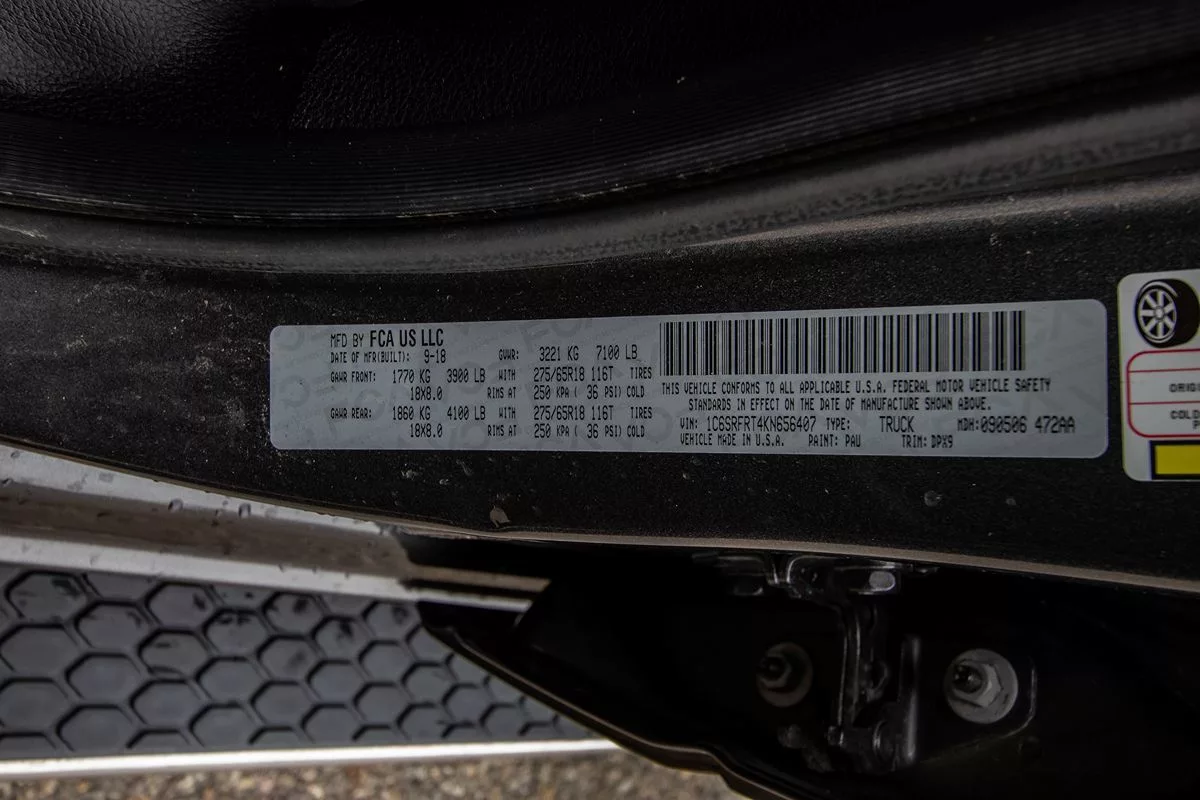 MFD BY FCA US LLC
DATE OF MFR(BUILT): 9-18 GVWR: 3221 KG 7100 LB
GAWR FRONT: 1770 KG 3900 LB WITH 275/65R18 116T TIRES
18X8.0 RIMS AT 250 KPA ( 36 PSI) COLD
GAWR REAR: 1860 KG 4100 LB WITH 275/65R18 116T TIRES
18X8.0 RIMS AT 250 KPA ( 36 PSI) COLD
THIS VEHICLE CONFORMS TO ALL APPLICABLE U.S.A. FEDERAL MOTOR VEHICLE SAFETY
STANDARDS IN EFFECT ON THE DATE OF MANUFACTURE SHOWN ABOVE.
VIN: 1C6SRFRT4KN656407 TYPE: TRUCK MDH:090506 472AA
VEHICLE MADE IN U.S.A. PAINT: PAU TRIM: DPX9